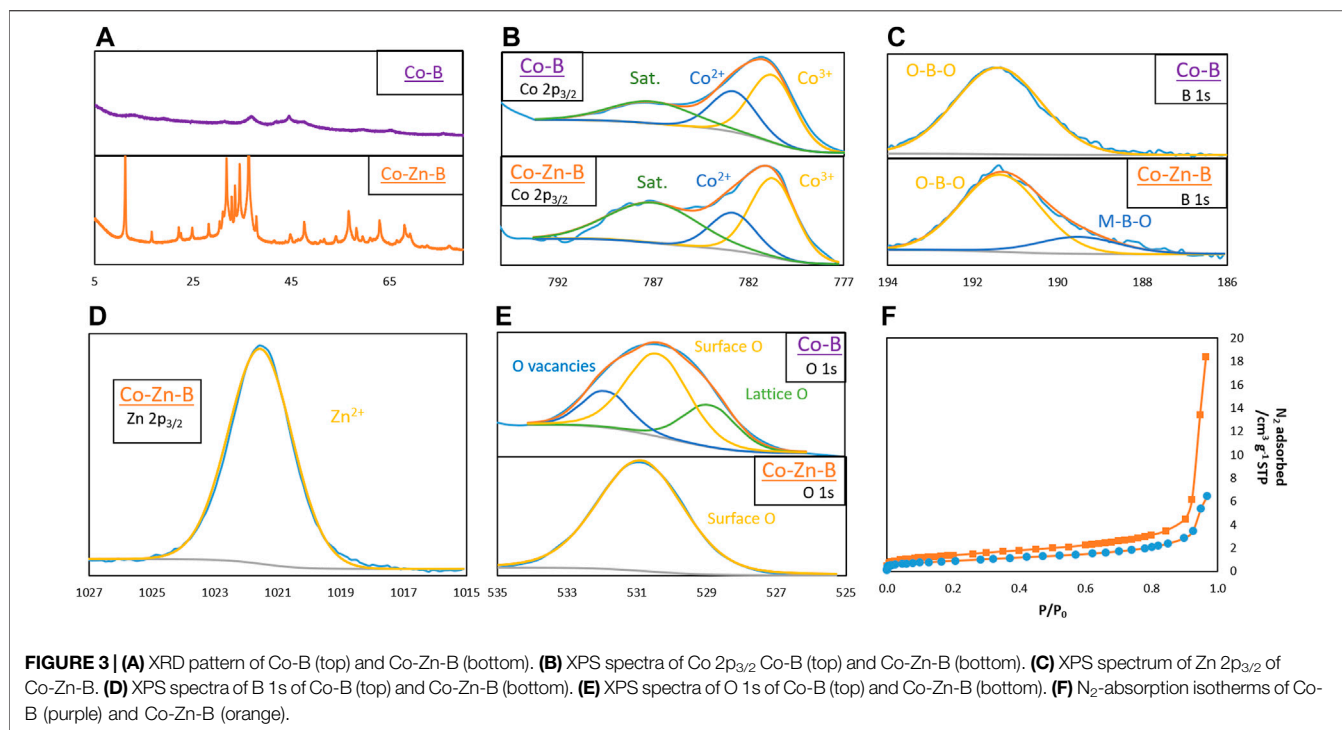 A
Co-B
Co-Zn-B
5 25 45 65
B
Co-B
Co 2p3/2
Sat.
Co2+
Co3+
Co-Zn-B
Co 2p3/2
Sat.
Co2+
Co3+
792 787 782 777
C
O-B-O
Co-B
B 1s
O-B-O
Co-Zn-B
B 1s
M-B-O
194 192 190 188 186
D
Co-Zn-B
Zn 2p3/2
Zn2+
1027 1025 1023 1021 1019 1017 1015
E
O vacancies
Surface O
Co-B
O 1s
Lattice O
Co-Zn-B
O 1s
Surface O
535 533 531 529 527 525
F
20
18
16
14
12
10
8
6
4
2
0
N2 adsorbed
/cm3 g-1 STP
0.0 0.2 0.4 0.6 0.8 1.0
P/P0
FIGURE 3 | (A) XRD pattern of Co-B (top) and Co-Zn-B (bottom). (B) XPS spectra of Co 2p3/2 Co-B (top) and Co-Zn-B (bottom). (C) XPS spectrum of Zn 2p3/2 of
Co-Zn-B. (D) XPS spectra of B 1s of Co-B (top) and Co-Zn-B (bottom). (E) XPS spectra of O 1s of Co-B (top) and Co-Zn-B (bottom). (F) N2-absorption isotherms of Co-
B (purple) and Co-Zn-B (orange).